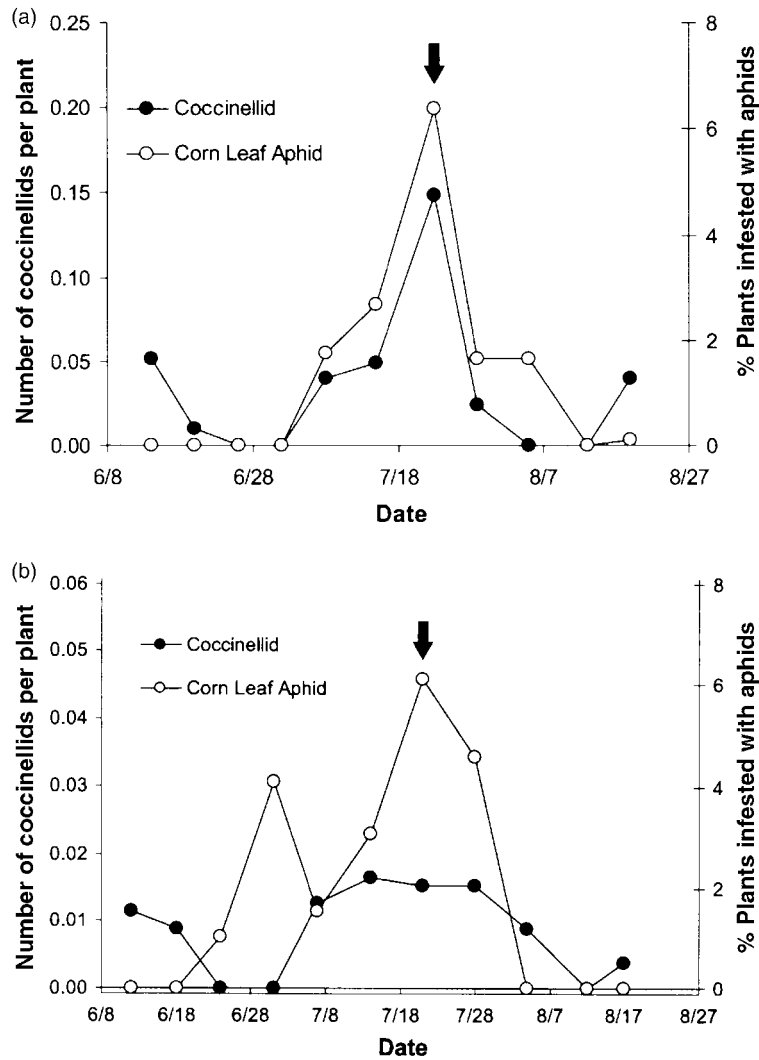 (a)
0.25
0.20
0.15
0.10
0.05
0.00
Number of coccinellids per plant
Coccinellid
Corn Leaf Aphid
8
6
4
2
0
% Plants infested with aphids
6/8 6/28 7/18 8/7 8/27
Date
(b)
0.06
0.05
0.04
0.03
0.02
0.01
0.00
Number of coccinellids per plant
Coccinellid
Corn Leaf Aphid
8
6
4
2
0
% Plants infested with aphids
6/8 6/18 6/28 7/8 7/18 7/28 8/7 8/17 8/27
Date